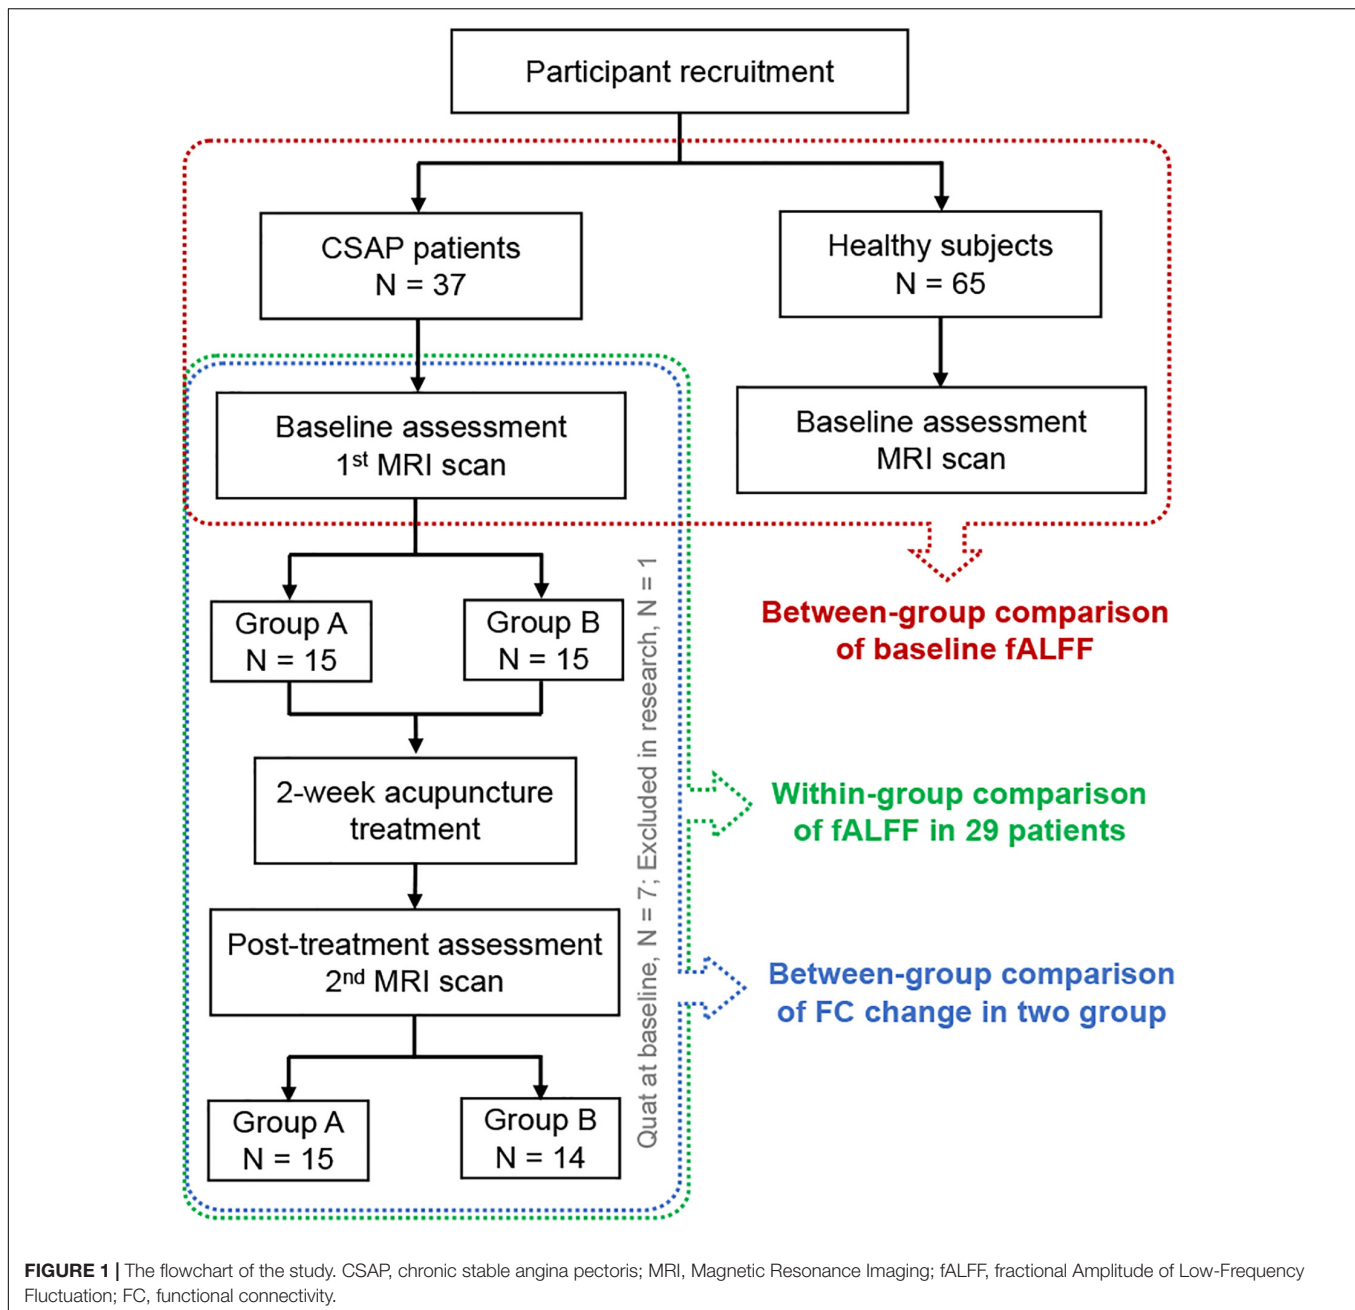 Participant recruitment
CSAP patients
N = 37
Healthy subjects
N = 65
Baseline assessment
1st MRI scan
Baseline assessment
MRI scan
Between-group comparison
of baseline fALFF
Group A
N = 15
Group B
N = 15
Quat at baseline, N = 7; Excluded in research, N = 1
2-week acupuncture
treatment
Within-group comparison
of fALFF in 29 patients
Post-treatment assessment
2nd MRI scan
Between-group comparison
of FC change in two group
Group A
N = 15
Group B
N = 14
FIGURE 1 | The flowchart of the study. CSAP, chronic stable angina pectoris; MRI, Magnetic Resonance Imaging; fALFF, fractional Amplitude of Low-Frequency
Fluctuation; FC, functional connectivity.